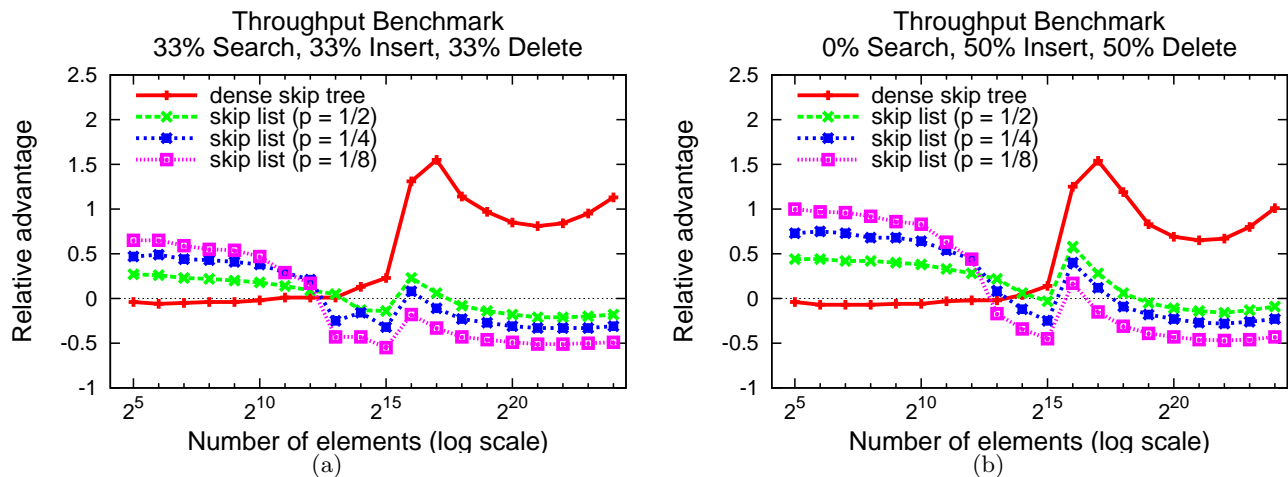 Throughput Benchmark
33% Search, 33% Insert, 33% Delete
2.5
2
1.5
1
0.5
0
-0.5
-1
Relative advantage
dense skip tree
skip list (p = 1/2)
skip list (p = 1/4)
skip list (p = 1/8)
2^5
2^10
2^15
2^20
Number of elements (log scale)
(a)
Throughput Benchmark
0% Search, 50% Insert, 50% Delete
2.5
2
1.5
1
0.5
0
-0.5
-1
Relative advantage
dense skip tree
skip list (p = 1/2)
skip list (p = 1/4)
skip list (p = 1/8)
2^5
2^10
2^15
2^20
Number of elements (log scale)
(b)